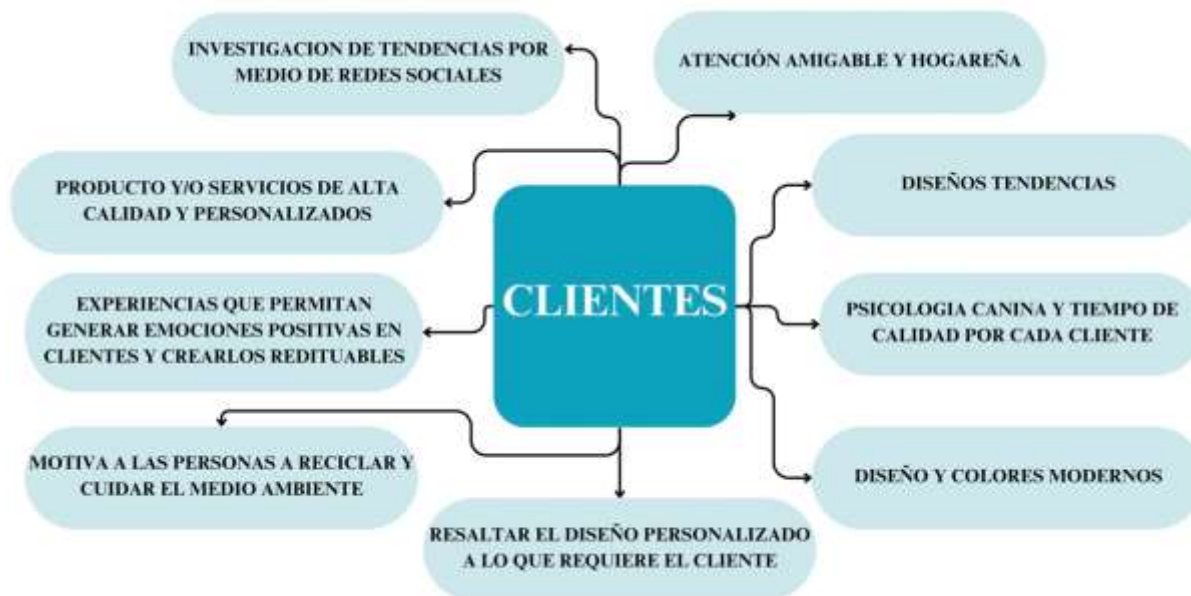 INVESTIGACION DE TENDENCIAS POR
MEDIO DE REDES SOCIALES
ATENCIÓN AMIGABLE Y HOGAREÑA
PRODUCTO Y/O SERVICIOS DE ALTA
CALIDAD Y PERSONALIZADOS
DISEÑOS TENDENCIAS
CLIENTES
EXPERIENCIAS QUE PERMITAN
GENERAR EMOCIONES POSITIVAS EN
CLIENTES Y CREARLOS REDITUABLES
PSICOLOGIA CANINA Y TIEMPO DE
CALIDAD POR CADA CLIENTE
MOTIVA A LAS PERSONAS A RECICLAR Y
CUIDAR EL MEDIO AMBIENTE
DISEÑO Y COLORES MODERNOS
RESALTAR EL DISEÑO PERSONALIZADO
A LO QUE REQUIERE EL CLIENTE